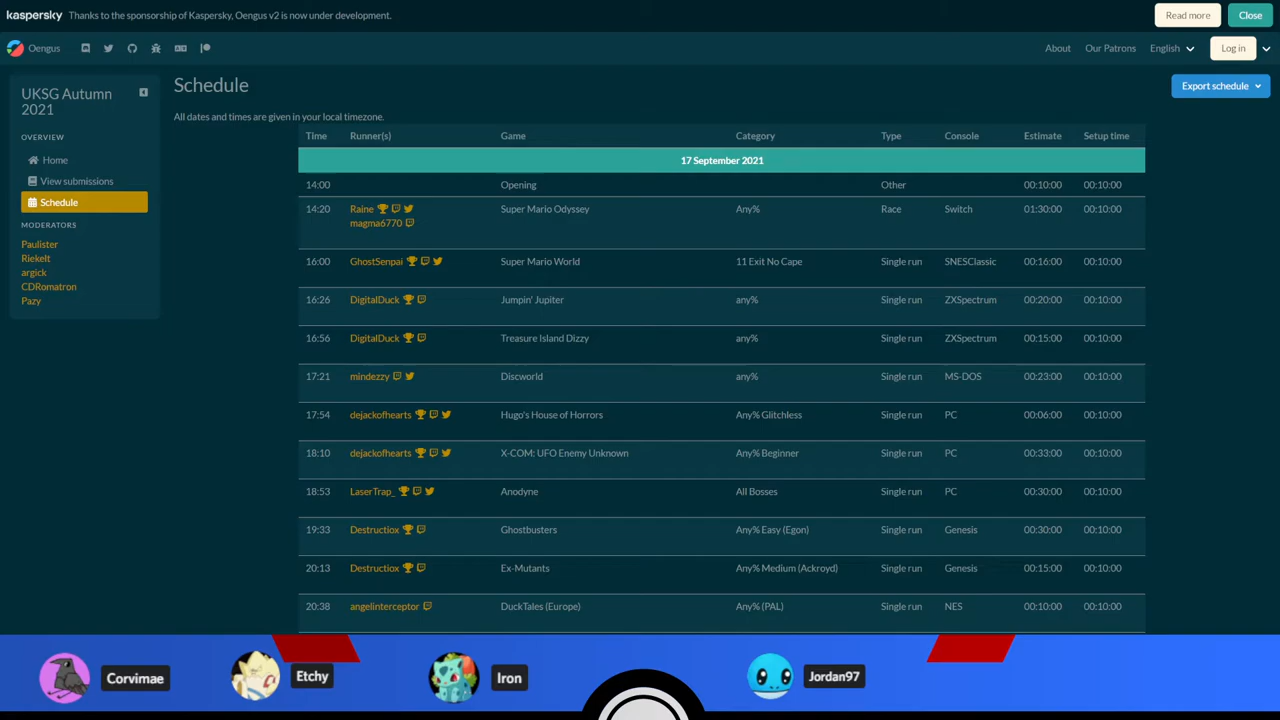 kaspersky Thanks to the sponsorship of Kaspersky, Oengus v2 is now under development. Read more Close
Oengus About Our Patrons English Log in
UKSG Autumn
2021
OVERVIEW
Home
View submissions
Schedule
MODERATORS
Paulister
Riekelt
argick
CDRomatron
Pazy
Schedule
Export schedule
All dates and times are given in your local timezone.
Time Runner(s) Game Category Type Console Estimate Setup time
17 September 2021
14:00 Opening Other 00:10:00 00:10:00
14:20 Raine Super Mario Odyssey Any% Race Switch 01:30:00 00:10:00
magma6770
16:00 GhostSenpai Super Mario World 11 Exit No Cape Single run SNESClassic 00:16:00 00:10:00
16:26 DigitalDuck Jumpin' Jupiter any% Single run ZXSpectrum 00:20:00 00:10:00
16:56 DigitalDuck Treasure Island Dizzy any% Single run ZXSpectrum 00:15:00 00:10:00
17:21 mindezzy Discworld any% Single run MS-DOS 00:23:00 00:10:00
17:54 dejackofhearts Hugo's House of Horrors Any% Glitchless Single run PC 00:06:00 00:10:00
18:10 dejackofhearts X-COM: UFO Enemy Unknown Any% Beginner Single run PC 00:33:00 00:10:00
18:53 LaserTrap_ Anodyne All Bosses Single run PC 00:30:00 00:10:00
19:33 Destructiox Ghostbusters Any% Easy (Egon) Single run Genesis 00:30:00 00:10:00
20:13 Destructiox Ex-Mutants Any% Medium (Ackroyd) Single run Genesis 00:15:00 00:10:00
20:38 angelinterceptor DuckTales (Europe) Any% (PAL) Single run NES 00:10:00 00:10:00
Corvimae Etchy Iron Jordan97